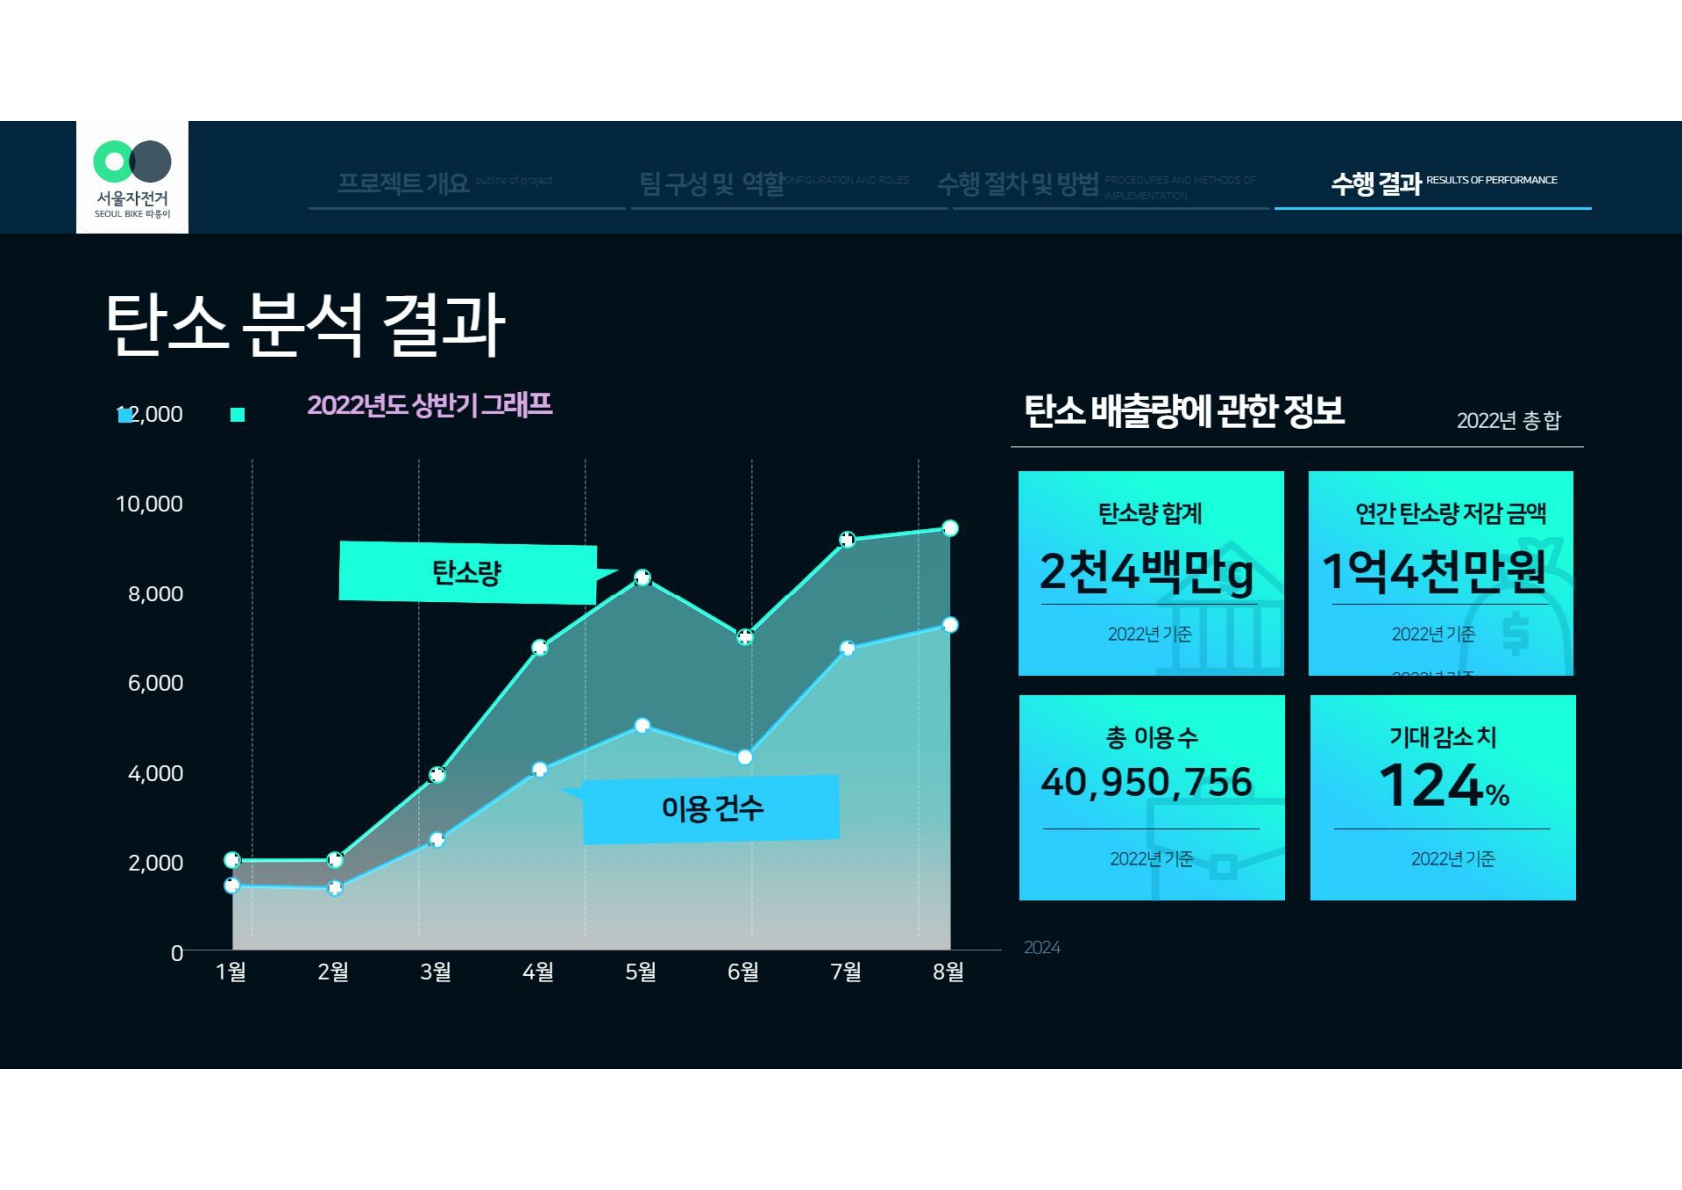 서울자전거
SEOUL BIKE 따릉이
프로젝트 개요 outline of project
팀 구성 및 역할 ONFIGURATION AND ROLES
수행 절차 및 방법 PROCEDURES AND METHODS OF IMPLEMENTATION
수행 결과 RESULTS OF PERFORMANCE
탄소 분석 결과
2022년도 상반기 그래프
12,000
10,000
8,000
6,000
4,000
2,000
0
탄소량
이용 건수
1월 2월 3월 4월 5월 6월 7월 8월
탄소 배출량에 관한 정보
2022년 총 합
탄소량 합계
2천4백만g
2022년 기준
연간 탄소량 저감 금액
1억4천만원
2022년 기준
2022년 기준
총 이용 수
40,950,756
2022년 기준
기대 감소 치
124%
2022년 기준
2024